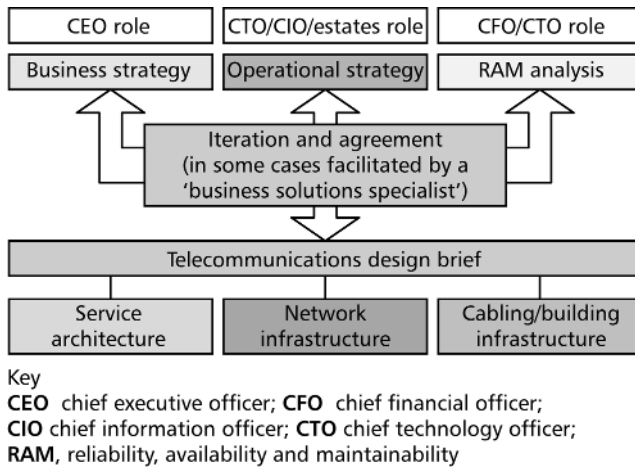 CEO role
CTO/CIO/estates role
CFO/CTO role
Business strategy
Operational strategy
RAM analysis
Iteration and agreement
(in some cases facilitated by a
‘business solutions specialist’)
Telecommunications design brief
Service
architecture
Network
infrastructure
Cabling/building
infrastructure
Key
CEO chief executive officer; CFO chief financial officer;
CIO chief information officer; CTO chief technology officer;
RAM, reliability, availability and maintainability